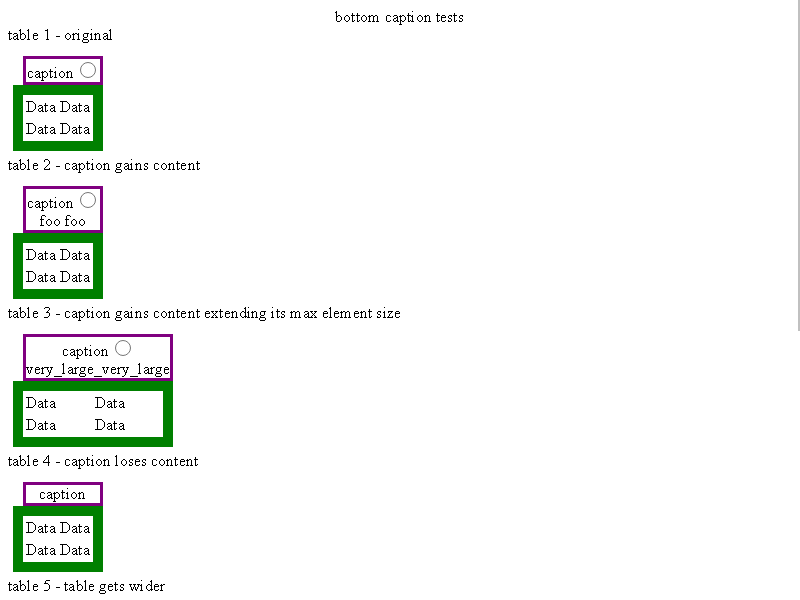 bottom caption tests
table 1 - original
caption
Data Data
Data Data
table 2 - caption gains content
caption
foo foo
Data Data
Data Data
table 3 - caption gains content extending its max element size
caption
very_large_very_large
Data Data
Data Data
table 4 - caption loses content
caption
Data Data
Data Data
table 5 - table gets wider